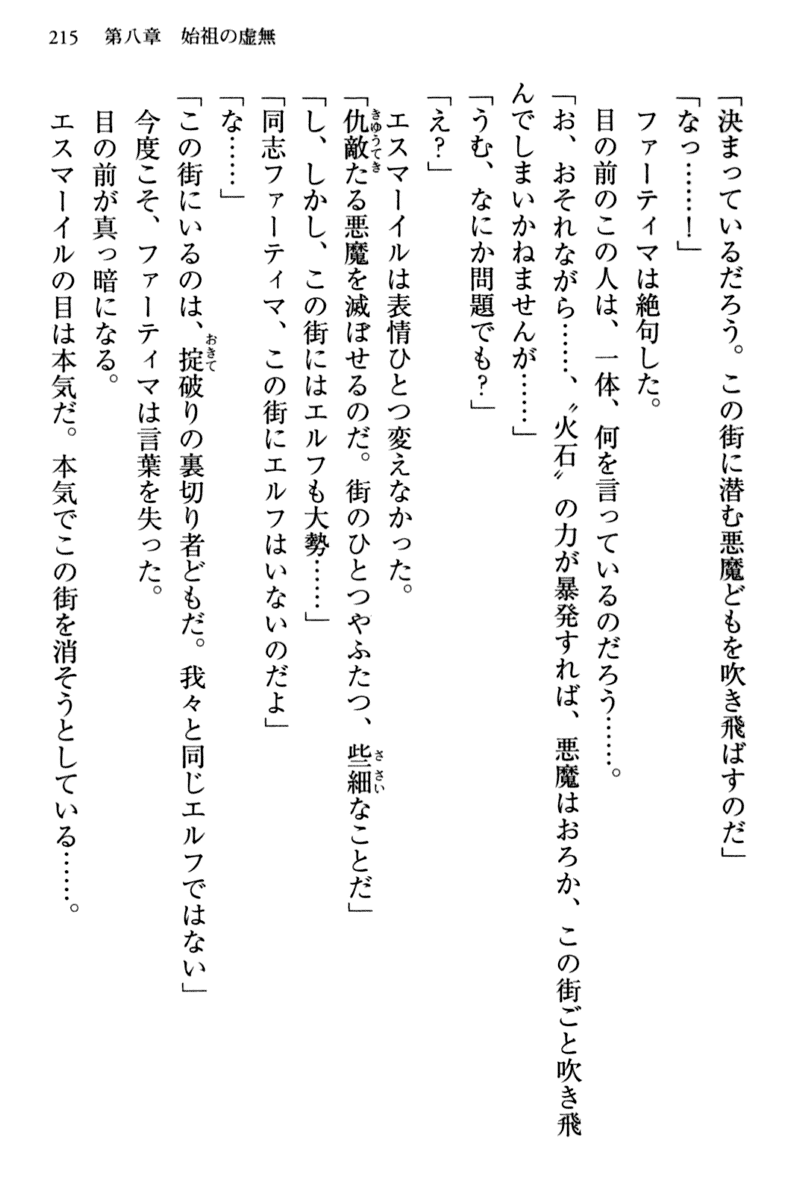 215　第八章　始祖の虚無
「決まっているだろう。この街に潜む悪魔どもを吹き飛ばすのだ」
「なっ……！」
　ファーティマは絶句した。
　目の前のこの人は、一体、何を言っているのだろう……。
「お、おそれながら……、〝火石〟の力が暴発すれば、悪魔はおろか、この街ごと吹き飛
んでしまいかねませんが……」
「うむ、なにか問題でも？」
「え？」
　エスマーイルは表情ひとつ変えなかった。
「仇敵たる悪魔を滅ぼせるのだ。街のひとつやふたつ、些細なことだ」
「し、しかし、この街にはエルフも大勢……」
「同志ファーティマ、この街にエルフはいないのだよ」
「な……」
「この街にいるのは、掟破りの裏切り者どもだ。我々と同じエルフではない」
　今度こそ、ファーティマは言葉を失った。
　目の前が真っ暗になる。
　エスマーイルの目は本気だ。本気でこの街を消そうとしている……。